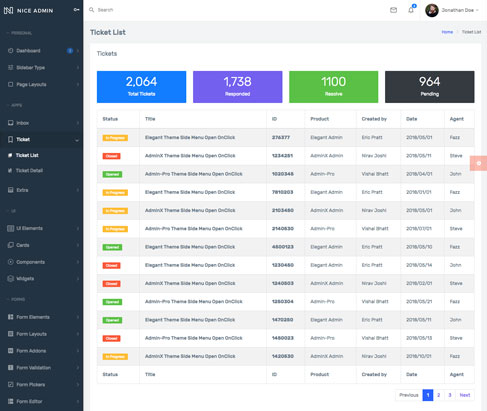 NICE ADMIN
Search
Jonathan Doe
PERSONAL
Dashboard
Sidebar Type
Page Layouts
APPS
Inbox
Ticket
Ticket List
Ticket Detail
Extra
UI
UI Elements
Cards
Components
Widgets
FORMS
Form Elements
Form Layouts
Form Addons
Form Validation
Form Pickers
Form Editor
Ticket List
Home Ticket List
Tickets
2,064 1,738 1100 964
Total Tickets Responded Resolve Pending
Status Title ID Product Created by Date Agent
In Progress Elegant Theme Side Menu Open OnClick 276377 Elegant Admin Eric Pratt 2018/05/01 Fazz
Closed AdminX Theme Side Menu Open OnClick 1234251 AdminX Admin Nirav Joshi 2018/05/11 Steve
Opened Admin-Pro Theme Side Menu Open OnClick 1020345 Admin-Pro Vishal Bhatt 2018/04/01 John
In Progress Elegant Theme Side Menu Open OnClick 7810203 Elegant Admin Eric Pratt 2018/01/01 Fazz
In Progress AdminX Theme Side Menu Open OnClick 2103450 AdminX Admin Nirav Joshi 2018/05/01 John
In Progress Admin-Pro Theme Side Menu Open OnClick 2140530 Admin-Pro Vishal Bhatt 2018/07/01 Steve
Opened Elegant Theme Side Menu Open OnClick 4500123 Elegant Admin Eric Pratt 2018/05/10 Fazz
Closed Elegant Theme Side Menu Open OnClick 1230450 Elegant Admin Eric Pratt 2018/05/14 John
Closed AdminX Theme Side Menu Open OnClick 1240503 AdminX Admin Nirav Joshi 2018/05/12 Steve
Opened Admin-Pro Theme Side Menu Open OnClick 1250304 Admin-Pro Vishal Bhatt 2018/05/21 Fazz
Opened Elegant Theme Side Menu Open OnClick 1470250 Elegant Admin Eric Pratt 2018/05/11 John
Closed Admin-Pro Theme Side Menu Open OnClick 1450023 Admin-Pro Vishal Bhatt 2018/05/13 Steve
In Progress AdminX Theme Side Menu Open OnClick 1420530 AdminX Admin Nirav Joshi 2018/10/01 Fazz
Status Title ID Product Created by Date Agent
Previous 1 2 3 Next